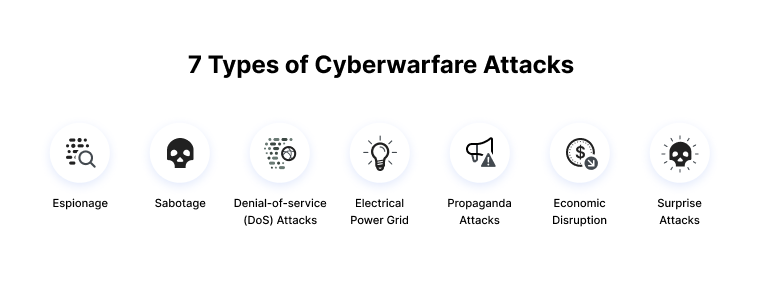 7 Types of Cyberwarfare Attacks
Espionage
Sabotage
Denial-of-service
(DoS) Attacks
Electrical
Power Grid
Propaganda
Attacks
Economic
Disruption
Surprise
Attacks